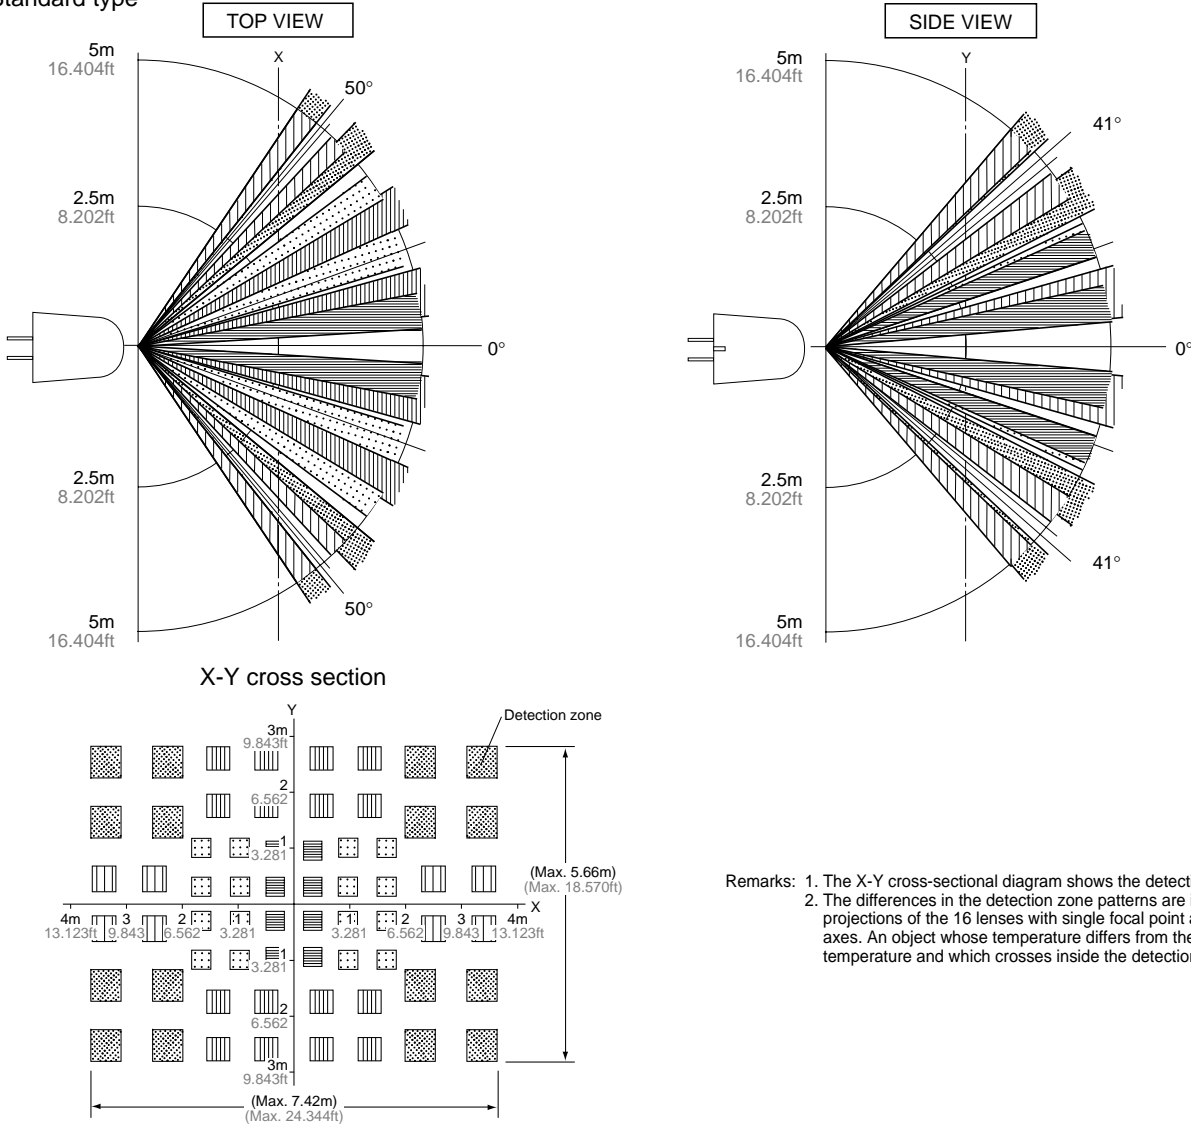 Standard type
TOP VIEW
SIDE VIEW
5m
16.404ft
X
50°
2.5m
8.202ft
0°
2.5m
8.202ft
50°
5m
16.404ft
5m
16.404ft
Y
41°
2.5m
8.202ft
0°
2.5m
8.202ft
41°
5m
16.404ft
X-Y cross section
Y
Detection zone
3m
9.843ft
2
6.562
1
3.281
(Max. 5.66m)
(Max. 18.570ft)
X
4m 3 2 1 1 2 3 4m
13.123ft 9.843 6.562 3.281 3.281 6.562 9.843 13.123ft
1
3.281
2
6.562
3m
9.843ft
(Max. 7.42m)
(Max. 24.344ft)
Remarks: 1. The X-Y cross-sectional diagram shows the detecti
2. The differences in the detection zone patterns are
projections of the 16 lenses with single focal point a
axes. An object whose temperature differs from the
temperature and which crosses inside the detection